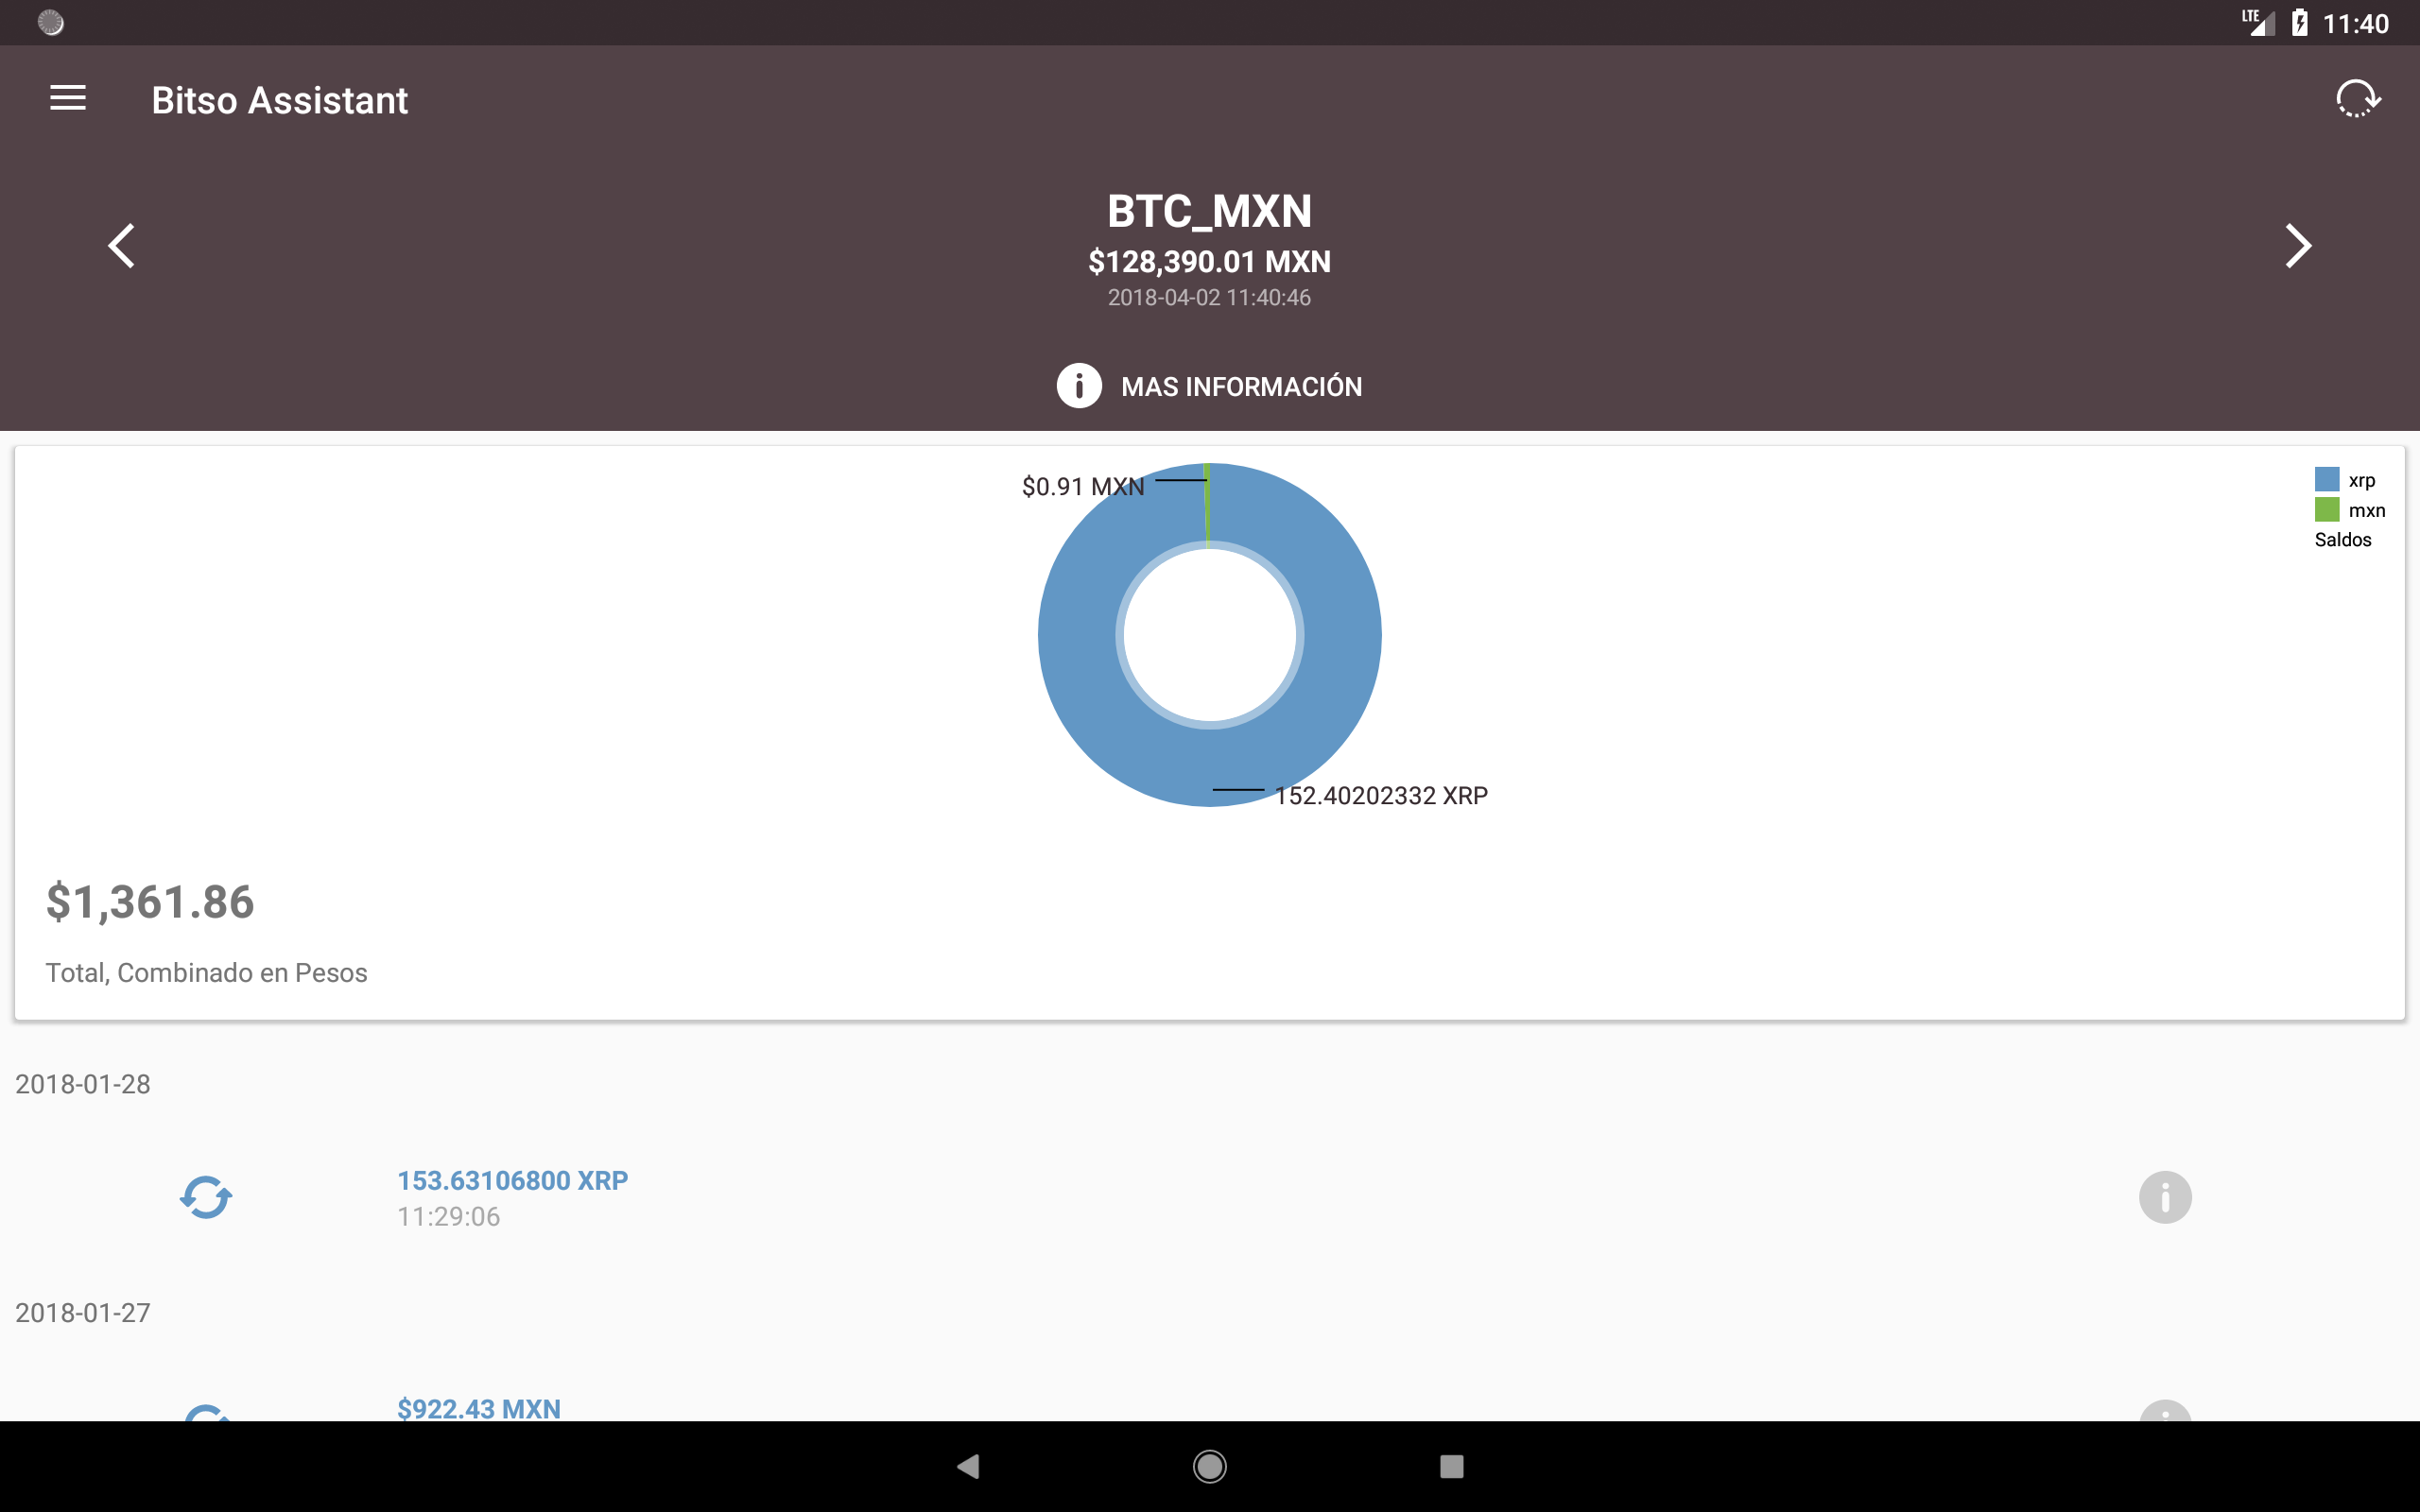 LTE 11:40
Bitso Assistant
BTC_MXN
$128,390.01 MXN
2018-04-02 11:40:46
MAS INFORMACIÓN
$0.91 MXN
xrp
mxn
Saldos
152.40202332 XRP
$1,361.86
Total, Combinado en Pesos
2018-01-28
153.63106800 XRP
11:29:06
2018-01-27
$922.43 MXN